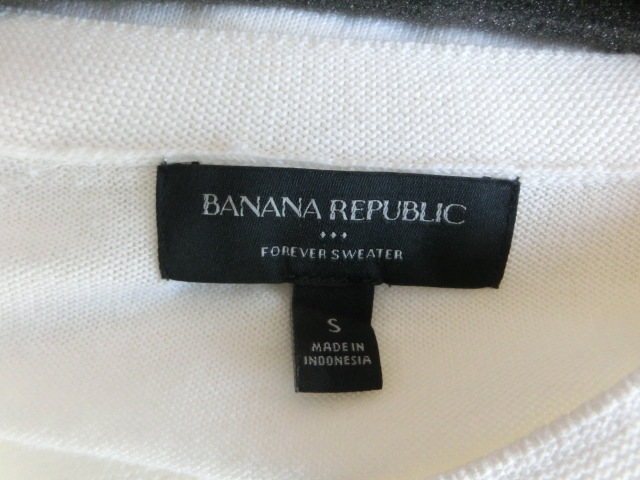 BANANA REPUBLIC
FOREVER SWEATER
S
MADE IN
INDONESIA